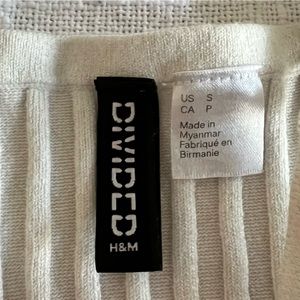 DIVIDED
H&M
US S
CA P
Made in
Myanmar
Fabriqué en
Birmanie